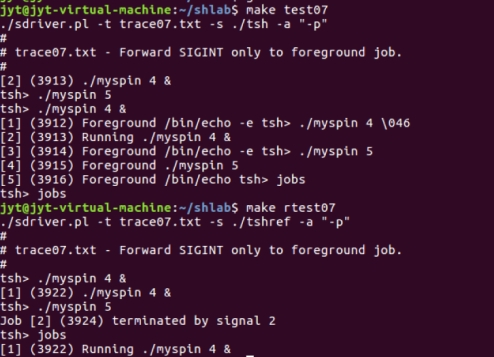 jyt@jyt-virtual-machine:~/shlab$ make test07
./sdriver.pl -t trace07.txt -s ./tsh -a "-p"
#
# trace07.txt - Forward SIGINT only to foreground job.
#
[2] (3913) ./myspin 4 &
tsh> ./myspin 5
tsh> ./myspin 4 &
[1] (3912) Foreground /bin/echo -e tsh> ./myspin 4 \046
[2] (3913) Running ./myspin 4 &
[3] (3914) Foreground /bin/echo -e tsh> ./myspin 5
[4] (3915) Foreground ./myspin 5
[5] (3916) Foreground /bin/echo tsh> jobs
tsh> jobs
jyt@jyt-virtual-machine:~/shlab$ make rtest07
./sdriver.pl -t trace07.txt -s ./tshref -a "-p"
#
# trace07.txt - Forward SIGINT only to foreground job.
#
tsh> ./myspin 4 &
[1] (3922) ./myspin 4 &
tsh> ./myspin 5
Job [2] (3924) terminated by signal 2
tsh> jobs
[1] (3922) Running ./myspin 4 &